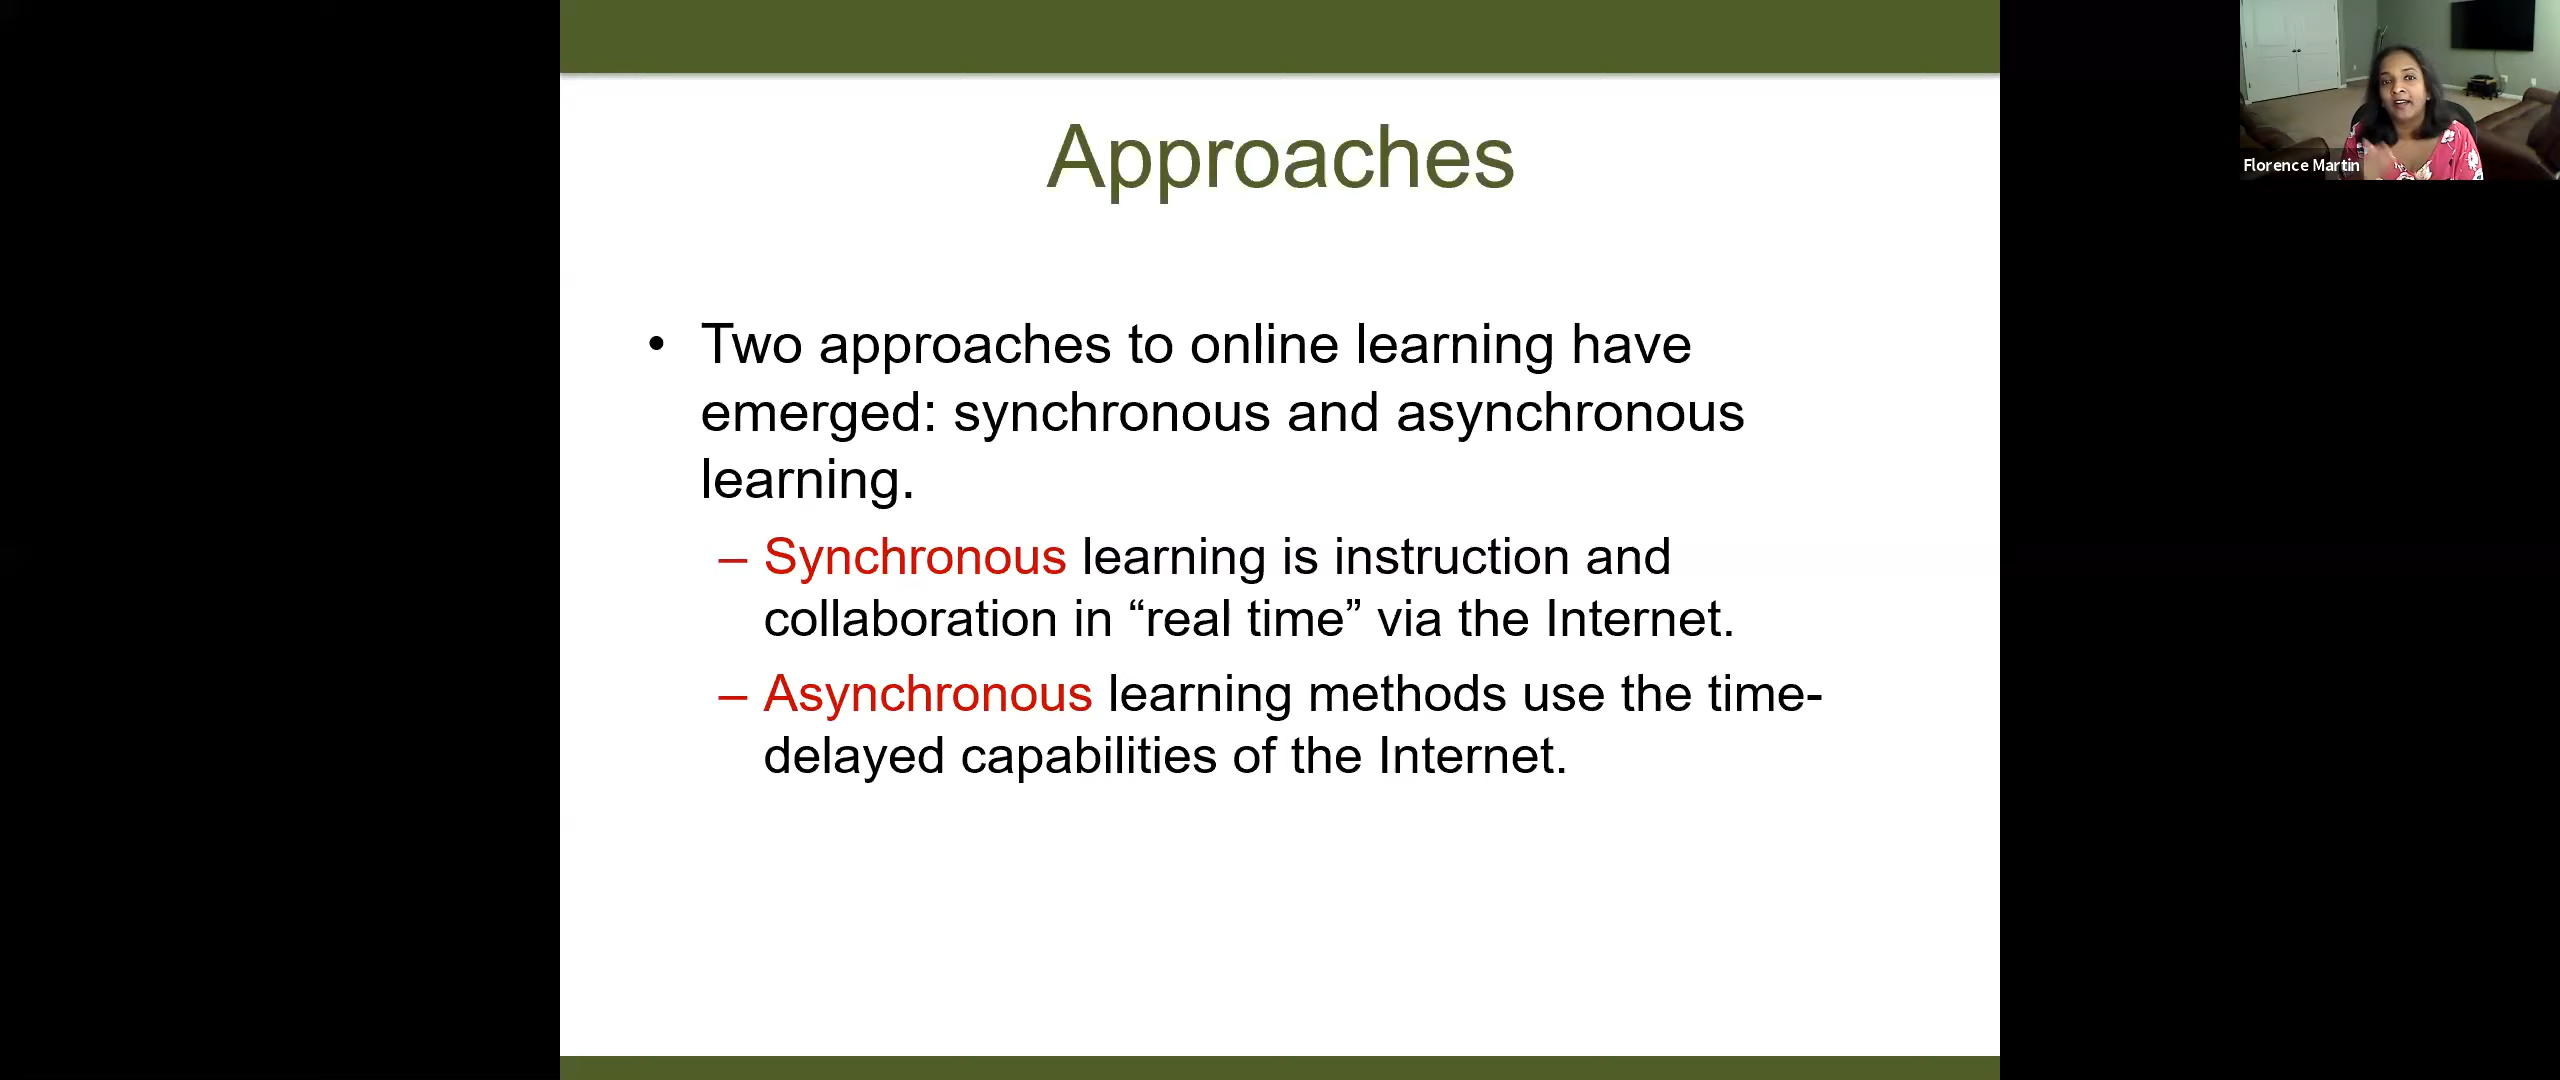 Approaches
• Two approaches to online learning have
emerged: synchronous and asynchronous
learning.
– Synchronous learning is instruction and
collaboration in “real time” via the Internet.
– Asynchronous learning methods use the time-
delayed capabilities of the Internet.
Florence Martin